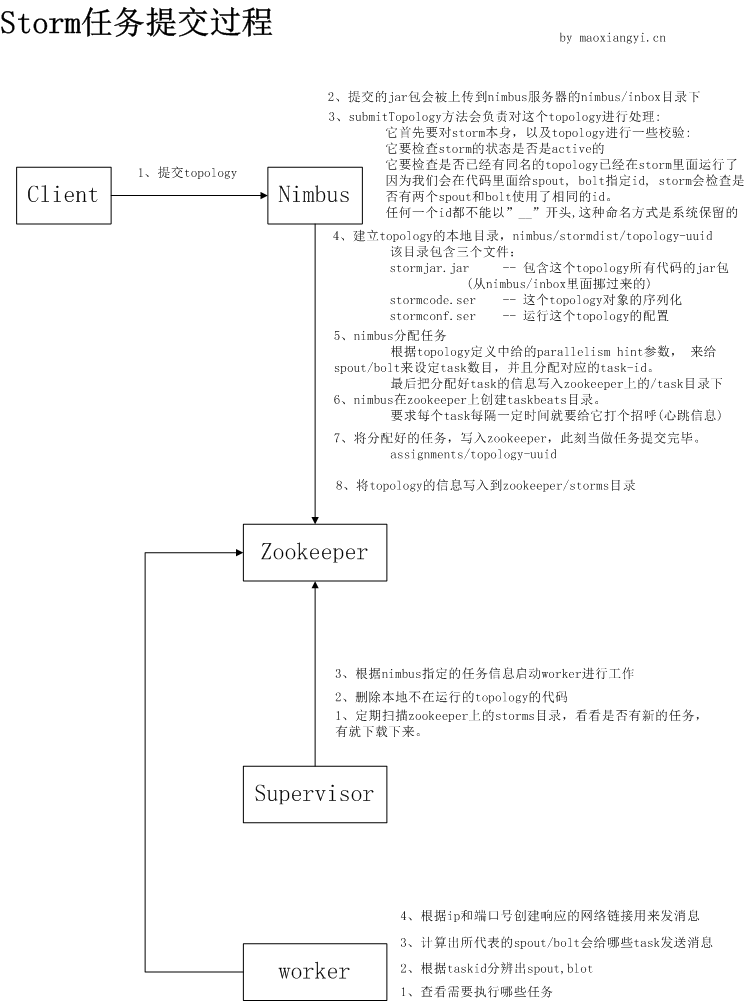 Storm任务提交过程
by maoxiangyi.cn
2、提交的jar包会被上传到nimbus服务器的nimbus/inbox目录下
3、submitTopology方法会负责对这个topology进行处理:
它首先要对storm本身，以及topology进行一些校验:
它要检查storm的状态是否是active的
它要检查是否已经有同名的topology已经在storm里面运行了
因为我们会在代码里面给spout, bolt指定id, storm会检查是
否有两个spout和bolt使用了相同的id。
任何一个id都不能以”__”开头,这种命名方式是系统保留的
1、提交topology
Client
Nimbus
4、建立topology的本地目录，nimbus/stormdist/topology-uuid
该目录包含三个文件:
stormjar.jar -- 包含这个topology所有代码的jar包
(从nimbus/inbox里面挪过来的)
stormcode.ser -- 这个topology对象的序列化
stormconf.ser -- 运行这个topology的配置
5、nimbus分配任务
根据topology定义中给的parallelism hint参数， 来给
spout/bolt来设定task数目，并且分配对应的task-id。
最后把分配好task的信息写入zookeeper上的/task目录下
6、nimbus在zookeeper上创建taskbeats目录。
要求每个task每隔一定时间就要给它打个招呼(心跳信息)
7、将分配好的任务，写入zookeeper，此刻当做任务提交完毕。
assignments/topology-uuid
8、将topology的信息写入到zookeeper/storms目录
Zookeeper
3、根据nimbus指定的任务信息启动worker进行工作
2、删除本地不在运行的topology的代码
1、定期扫描zookeeper上的storms目录，看看是否有新的任务，
有就下载下来。
Supervisor
4、根据ip和端口号创建响应的网络链接用来发消息
3、计算出所代表的spout/bolt会给哪些task发送消息
2、根据taskid分辨出spout,blot
1、查看需要执行哪些任务
worker